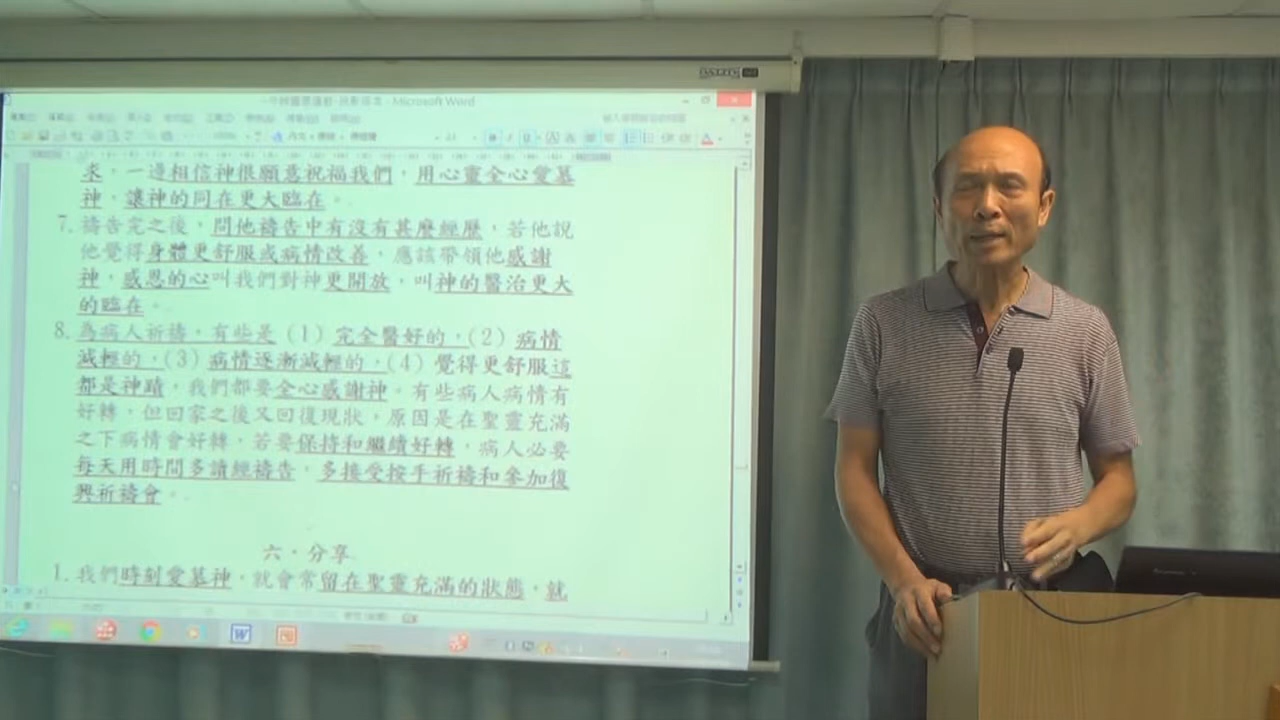 Microsoft Word
求，一邊相信神很願意祝福我們，用心靈全心愛慕
神，讓神的同在更大臨在。
7. 禱告完之後，問他禱告中有沒有甚麼經歷，若他說
他覺得身體更舒服或病情改善，應該帶領他感謝
神，感恩的心叫我們對神更開放，叫神的醫治更大
的臨在。
8. 為病人祈禱，有些是（1）完全醫好的，（2）病情
減輕的，（3）病情逐漸減輕的，（4）覺得更舒服這
都是神蹟，我們都要全心感謝神。有些病人病情有
好轉，但回家之後又回復現狀，原因是在聖靈充滿
之下病情會好轉，若要保持和繼續好轉，病人必要
每天用時間多讀經禱告，多接受按手祈禱和參加復
興祈禱會。
六．分享
1. 我們時刻愛慕神，就會常留在聖靈充滿的狀態，就